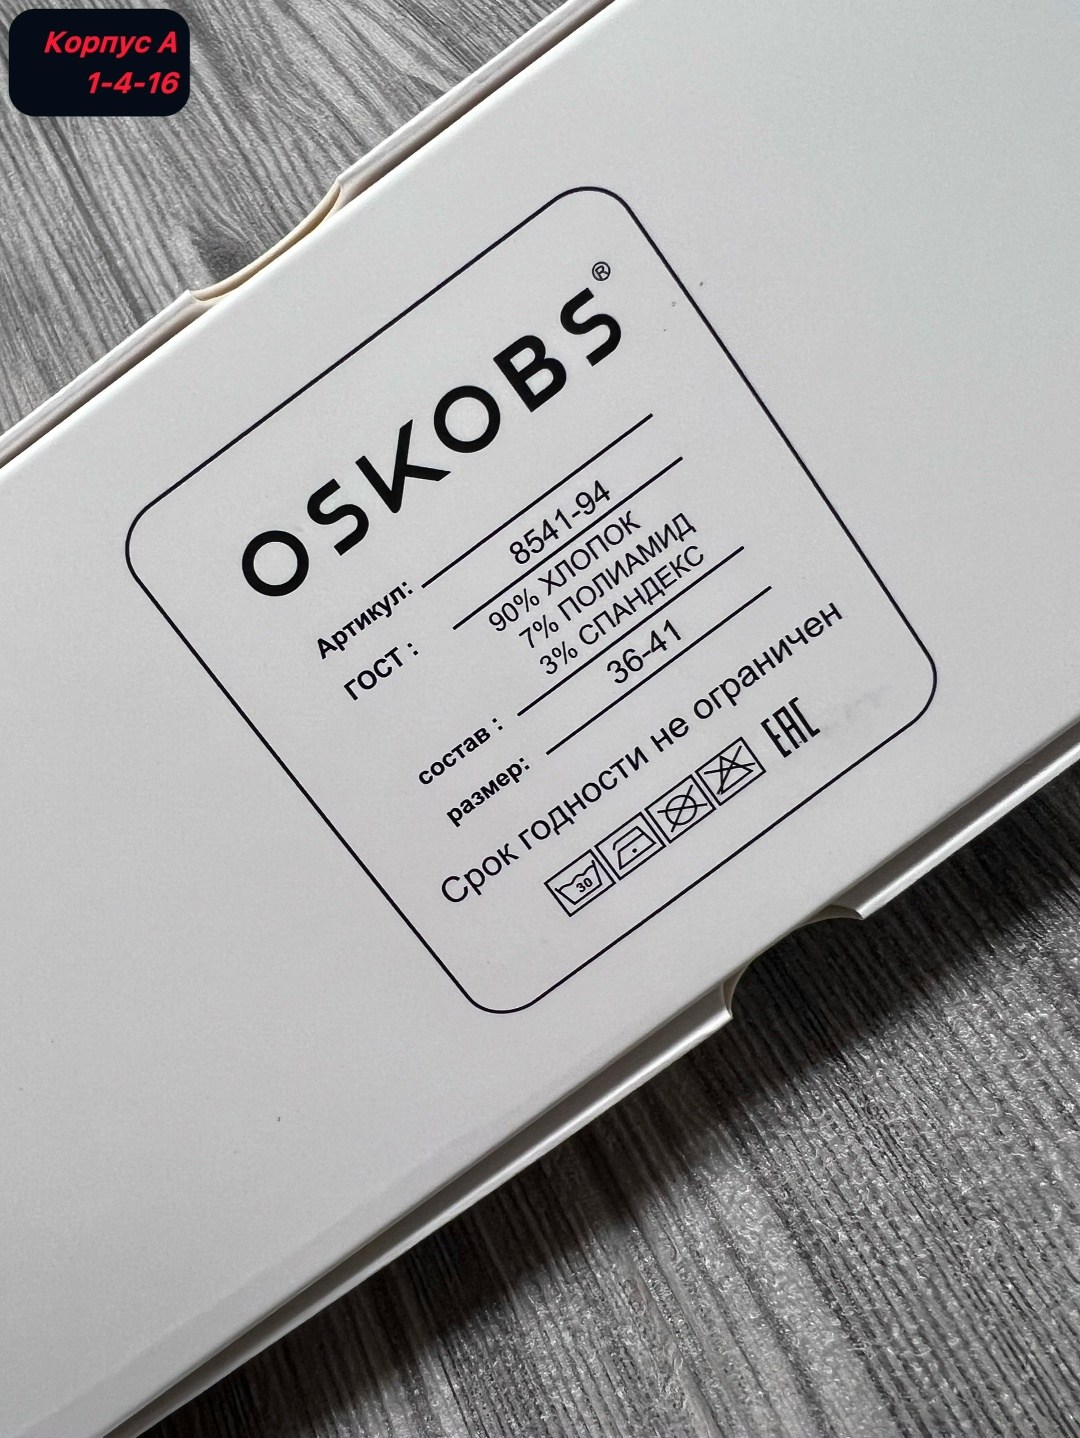 Корпус А
1-4-16
OSKOBS®
Артикул: 8541-94
ГОСТ :
90% ХЛОПОК
7% ПОЛИАМИД
3% СПАНДЕКС
состав :
размер: 36-41
Срок годности не ограничен
30
EAC